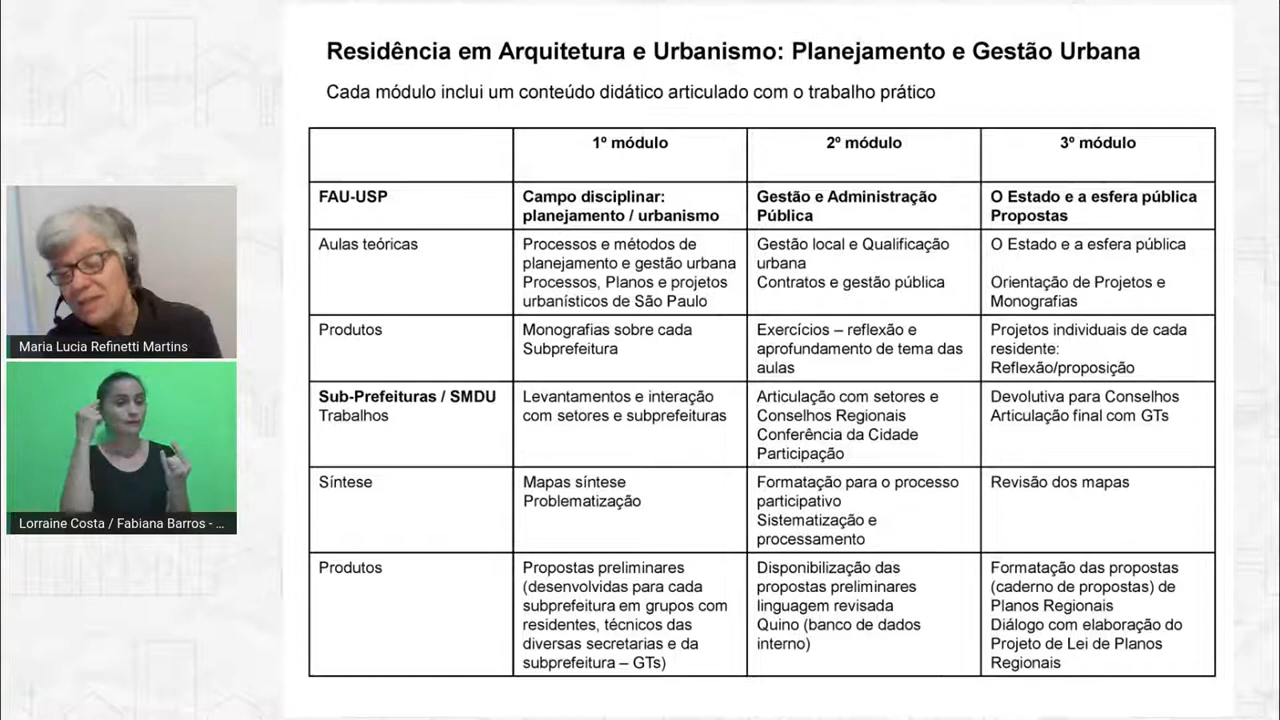 Residência em Arquitetura e Urbanismo: Planejamento e Gestão Urbana
Cada módulo inclui um conteúdo didático articulado com o trabalho prático
1º módulo
2º módulo
3º módulo
FAU-USP
Campo disciplinar:
planejamento / urbanismo
Gestão e Administração
Pública
O Estado e a esfera pública
Propostas
Aulas teóricas
Processos e métodos de
planejamento e gestão urbana
Processos, Planos e projetos
urbanísticos de São Paulo
Gestão local e Qualificação
urbana
Contratos e gestão pública
O Estado e a esfera pública
Orientação de Projetos e
Monografias
Produtos
Monografias sobre cada
Subprefeitura
Exercícios – reflexão e
aprofundamento de tema das
aulas
Projetos individuais de cada
residente:
Reflexão/proposição
Sub-Prefeituras / SMDU
Trabalhos
Levantamentos e interação
com setores e subprefeituras
Articulação com setores e
Conselhos Regionais
Conferência da Cidade
Participação
Devolutiva para Conselhos
Articulação final com GTs
Síntese
Mapas síntese
Problematização
Formatação para o processo
participativo
Sistematização e
processamento
Revisão dos mapas
Produtos
Propostas preliminares
(desenvolvidas para cada
subprefeitura em grupos com
residentes, técnicos das
diversas secretarias e da
subprefeitura – GTs)
Disponibilização das
propostas preliminares
linguagem revisada
Quino (banco de dados
interno)
Formatação das propostas
(caderno de propostas) de
Planos Regionais
Diálogo com elaboração do
Projeto de Lei de Planos
Regionais
Maria Lucia Refinetti Martins
Lorraine Costa / Fabiana Barros - ...